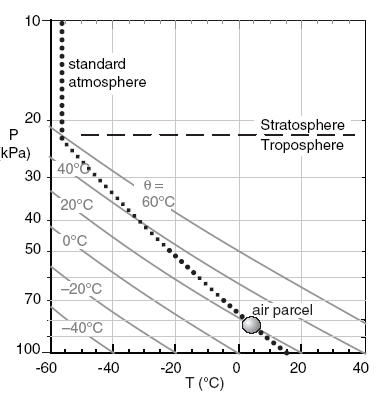 10
standard
atmosphere
20
Stratosphere
Troposphere
P
(kPa)
30
40°C
θ =
60°C
20°C
40
0°C
50
-20°C
70
air parcel
-40°C
100
-60 -40 -20 0 20 40
T (°C)